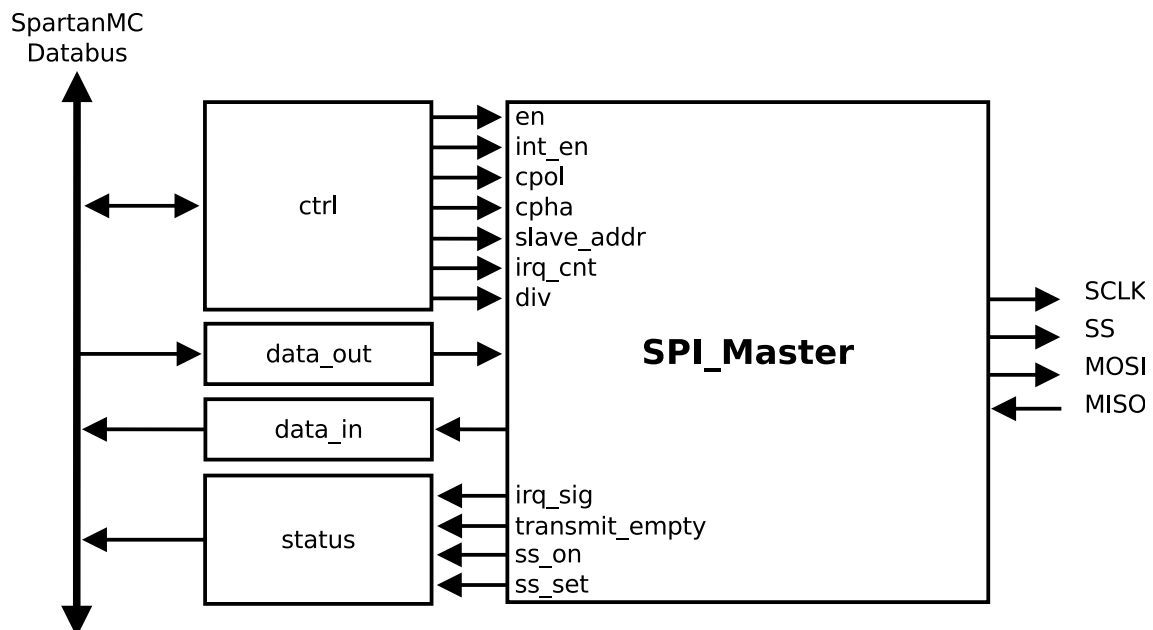 SpartanMC
Databus
ctrl
en
int_en
cpol
cpha
slave_addr
irq_cnt
div
data_out
data_in
status
irq_sig
transmit_empty
ss_on
ss_set
SPI_Master
SCLK
SS
MOSI
MISO